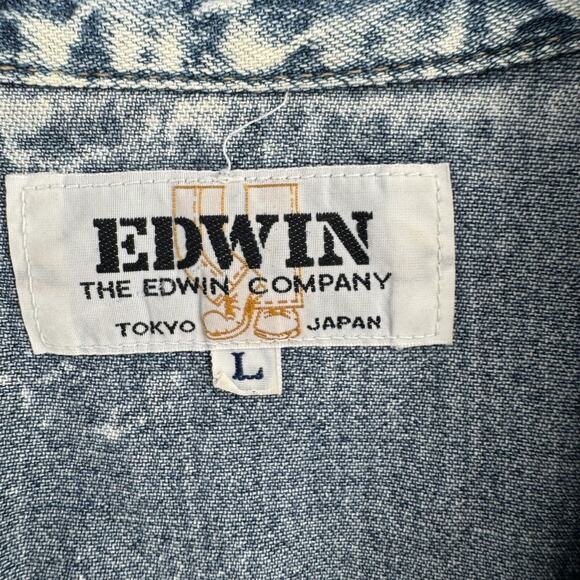 EDWIN
THE EDWIN COMPANY
TOKYO JAPAN
L